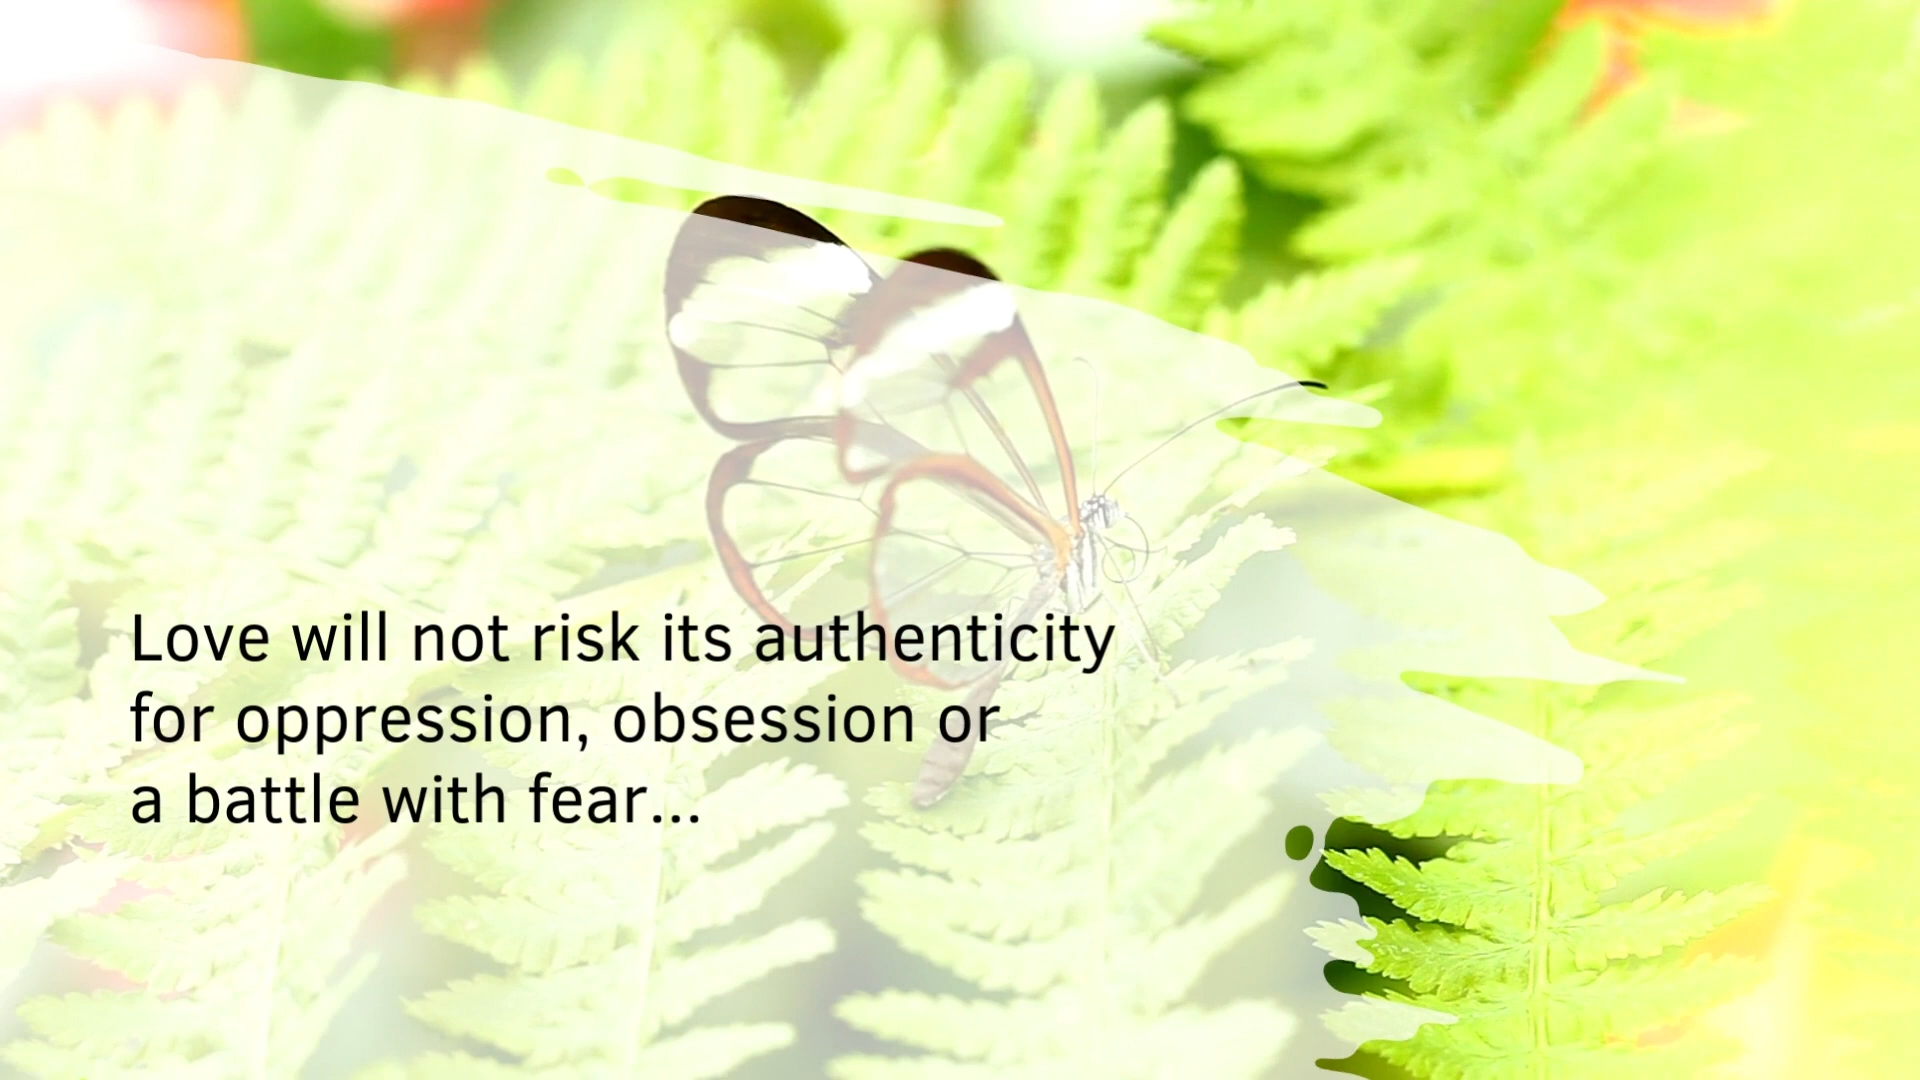 Love will not risk its authenticity
for oppression, obsession or
a battle with fear...